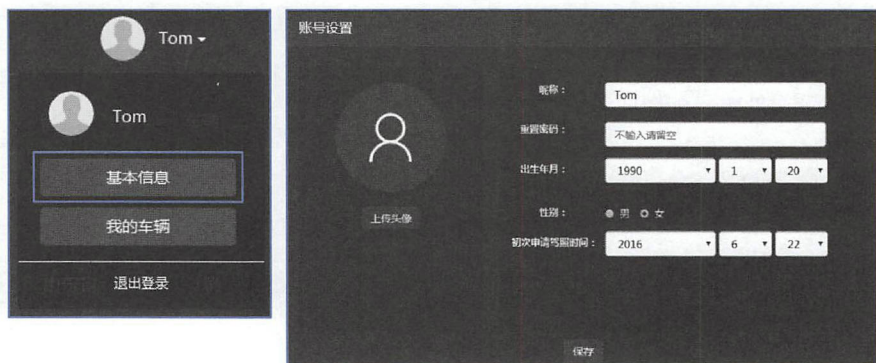 Tom
Tom
基本信息
我的车辆
退出登录
账号设置
上传头像
昵称：
Tom
重置密码：
不输入请留空
出生年月：
1990 1 20
性别：
男 女
初次申请驾照时间：
2016 6 22
保存